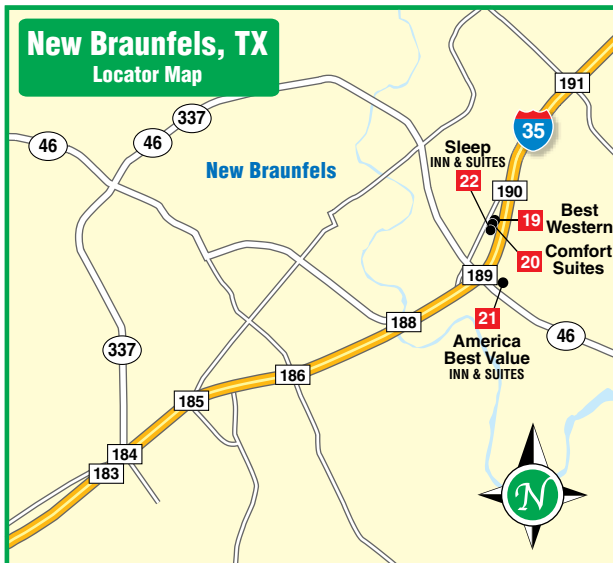 New Braunfels, TX
Locator Map
191
337
35
46
46
Sleep
INN & SUITES
New Braunfels
22
190
19
Best
Western
20
Comfort
Suites
189
21
188
46
America
Best Value
INN & SUITES
337
186
185
184
183
N